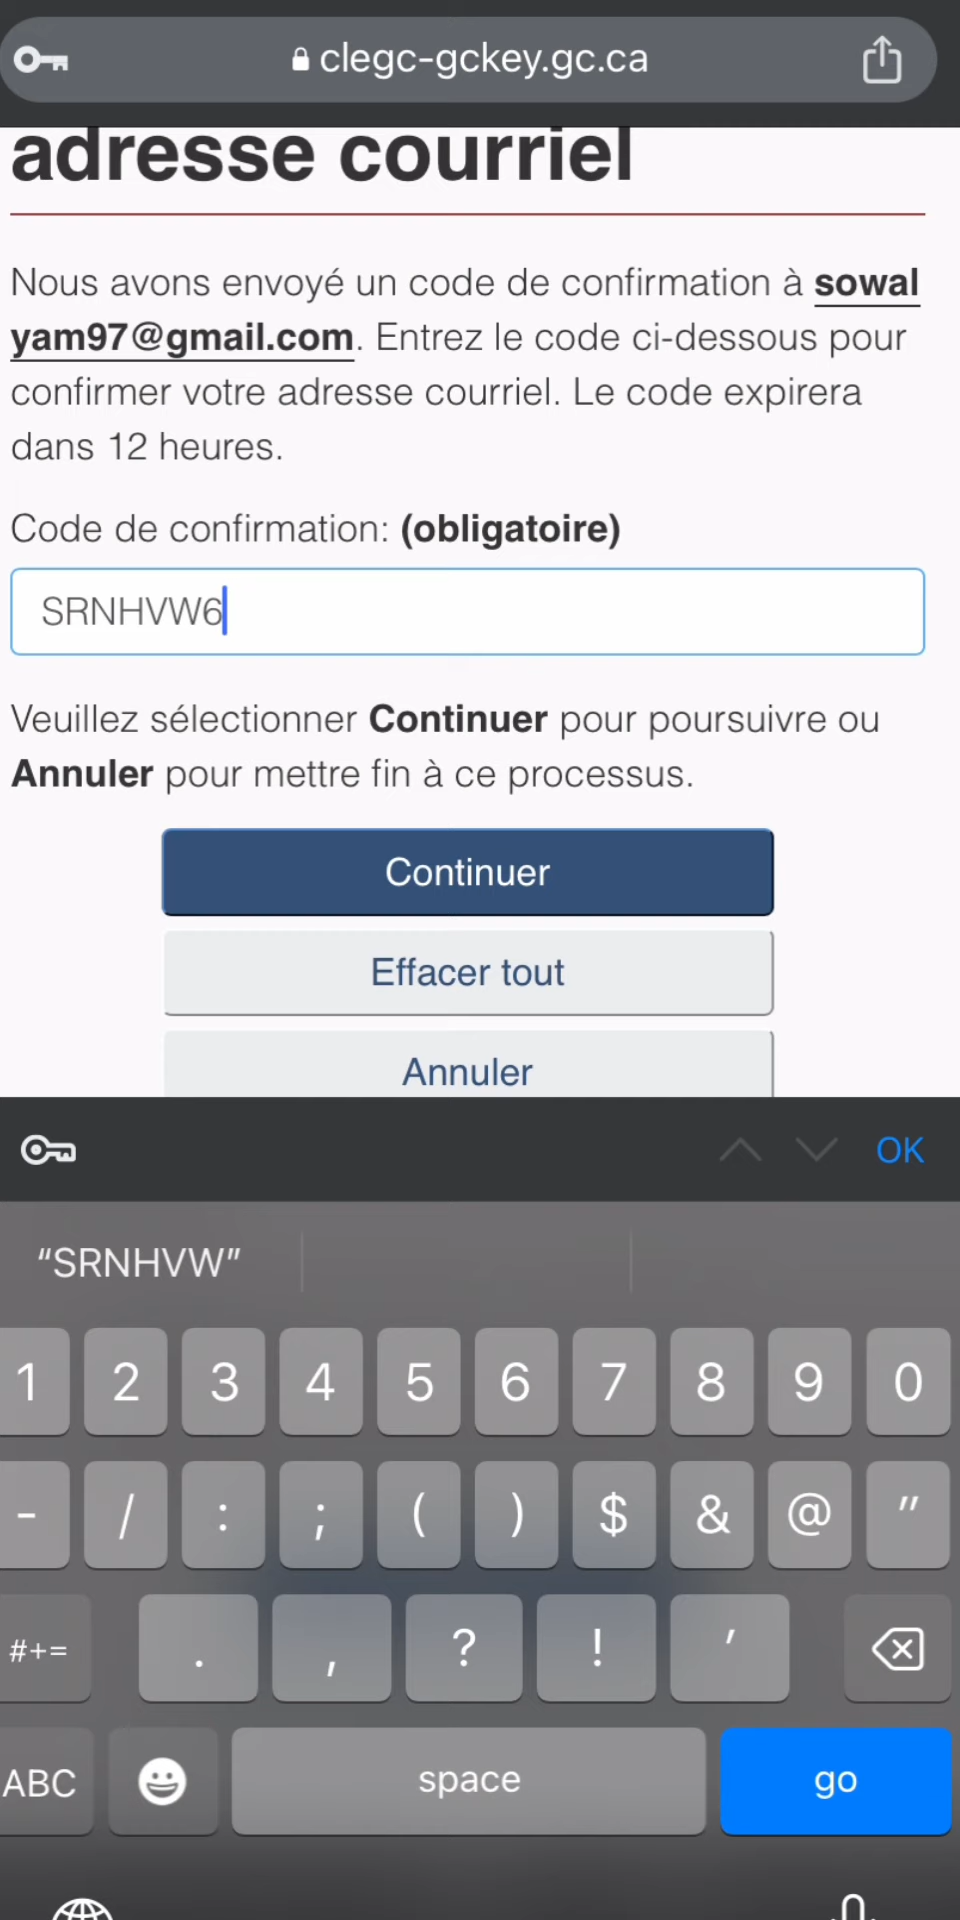 clegc-gckey.gc.ca
adresse courriel
Nous avons envoyé un code de confirmation à sowal
yam97@gmail.com. Entrez le code ci-dessous pour
confirmer votre adresse courriel. Le code expirera
dans 12 heures.
Code de confirmation: (obligatoire)
SRNHVW6
Veuillez sélectionner Continuer pour poursuivre ou
Annuler pour mettre fin à ce processus.
Continuer
Effacer tout
Annuler
OK
“SRNHVW”
1 2 3 4 5 6 7 8 9 0
- / : ; ( ) $ & @ "
#+= . , ? ! '
ABC space go